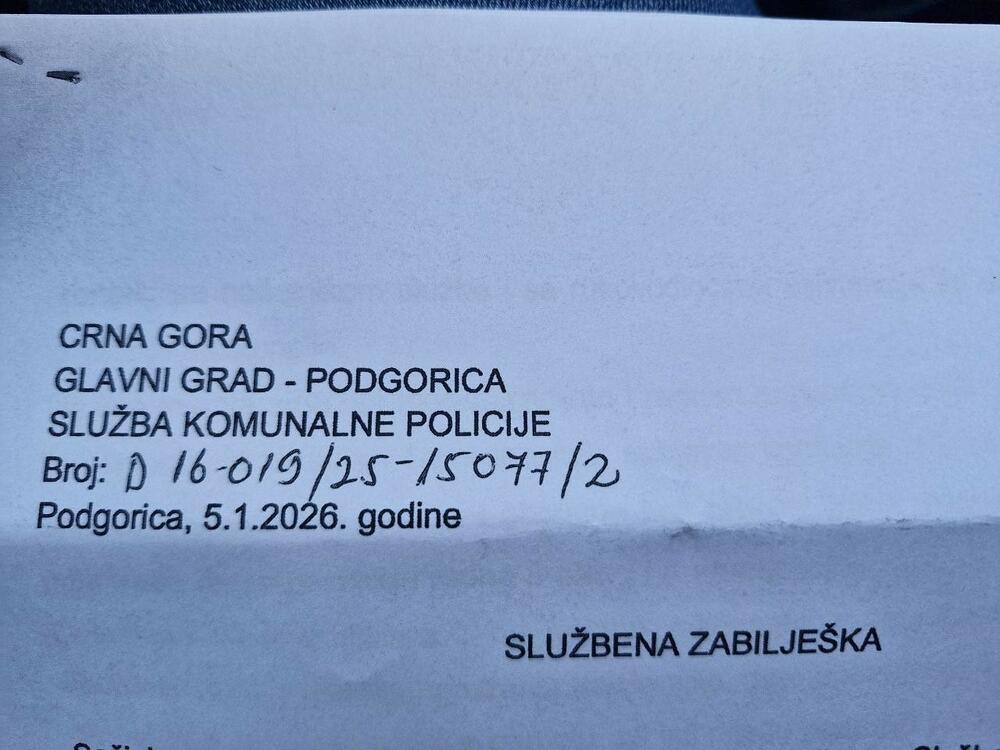 CRNA GORA
GLAVNI GRAD - PODGORICA
SLUŽBA KOMUNALNE POLICIJE
Broj: D 16-019/25-15077/2
Podgorica, 5.1.2026. godine
SLUŽBENA ZABILJEŠKA